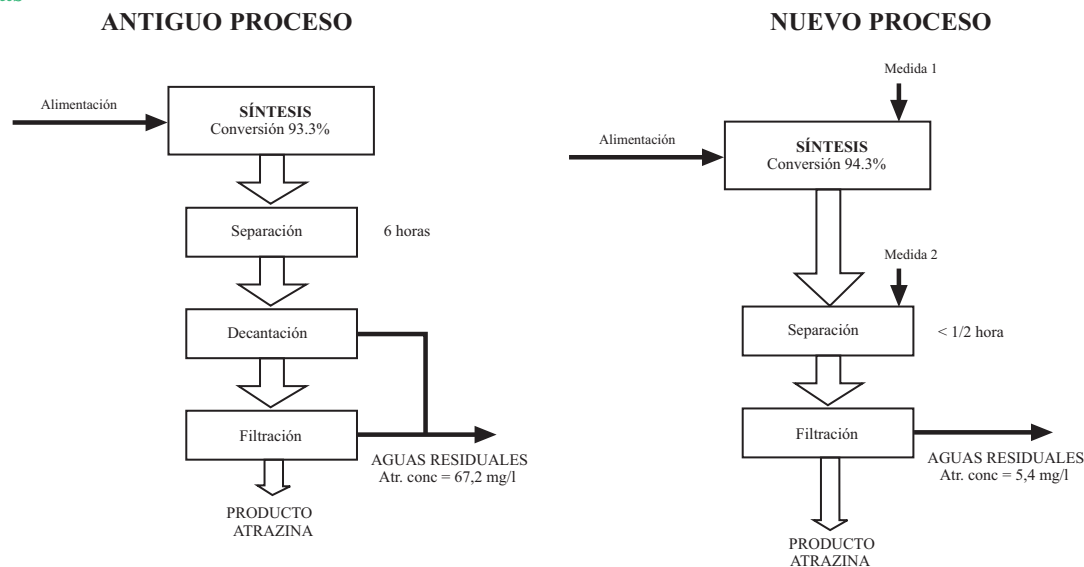 ANTIGUO PROCESO
Alimentación
SÍNTESIS
Conversión 93.3%
Separación
6 horas
Decantación
Filtración
AGUAS RESIDUALES
Atr. conc = 67,2 mg/l
PRODUCTO
ATRAZINA
NUEVO PROCESO
Medida 1
Alimentación
SÍNTESIS
Conversión 94.3%
Medida 2
Separación
< 1/2 hora
Filtración
AGUAS RESIDUALES
Atr. conc = 5,4 mg/l
PRODUCTO
ATRAZINA